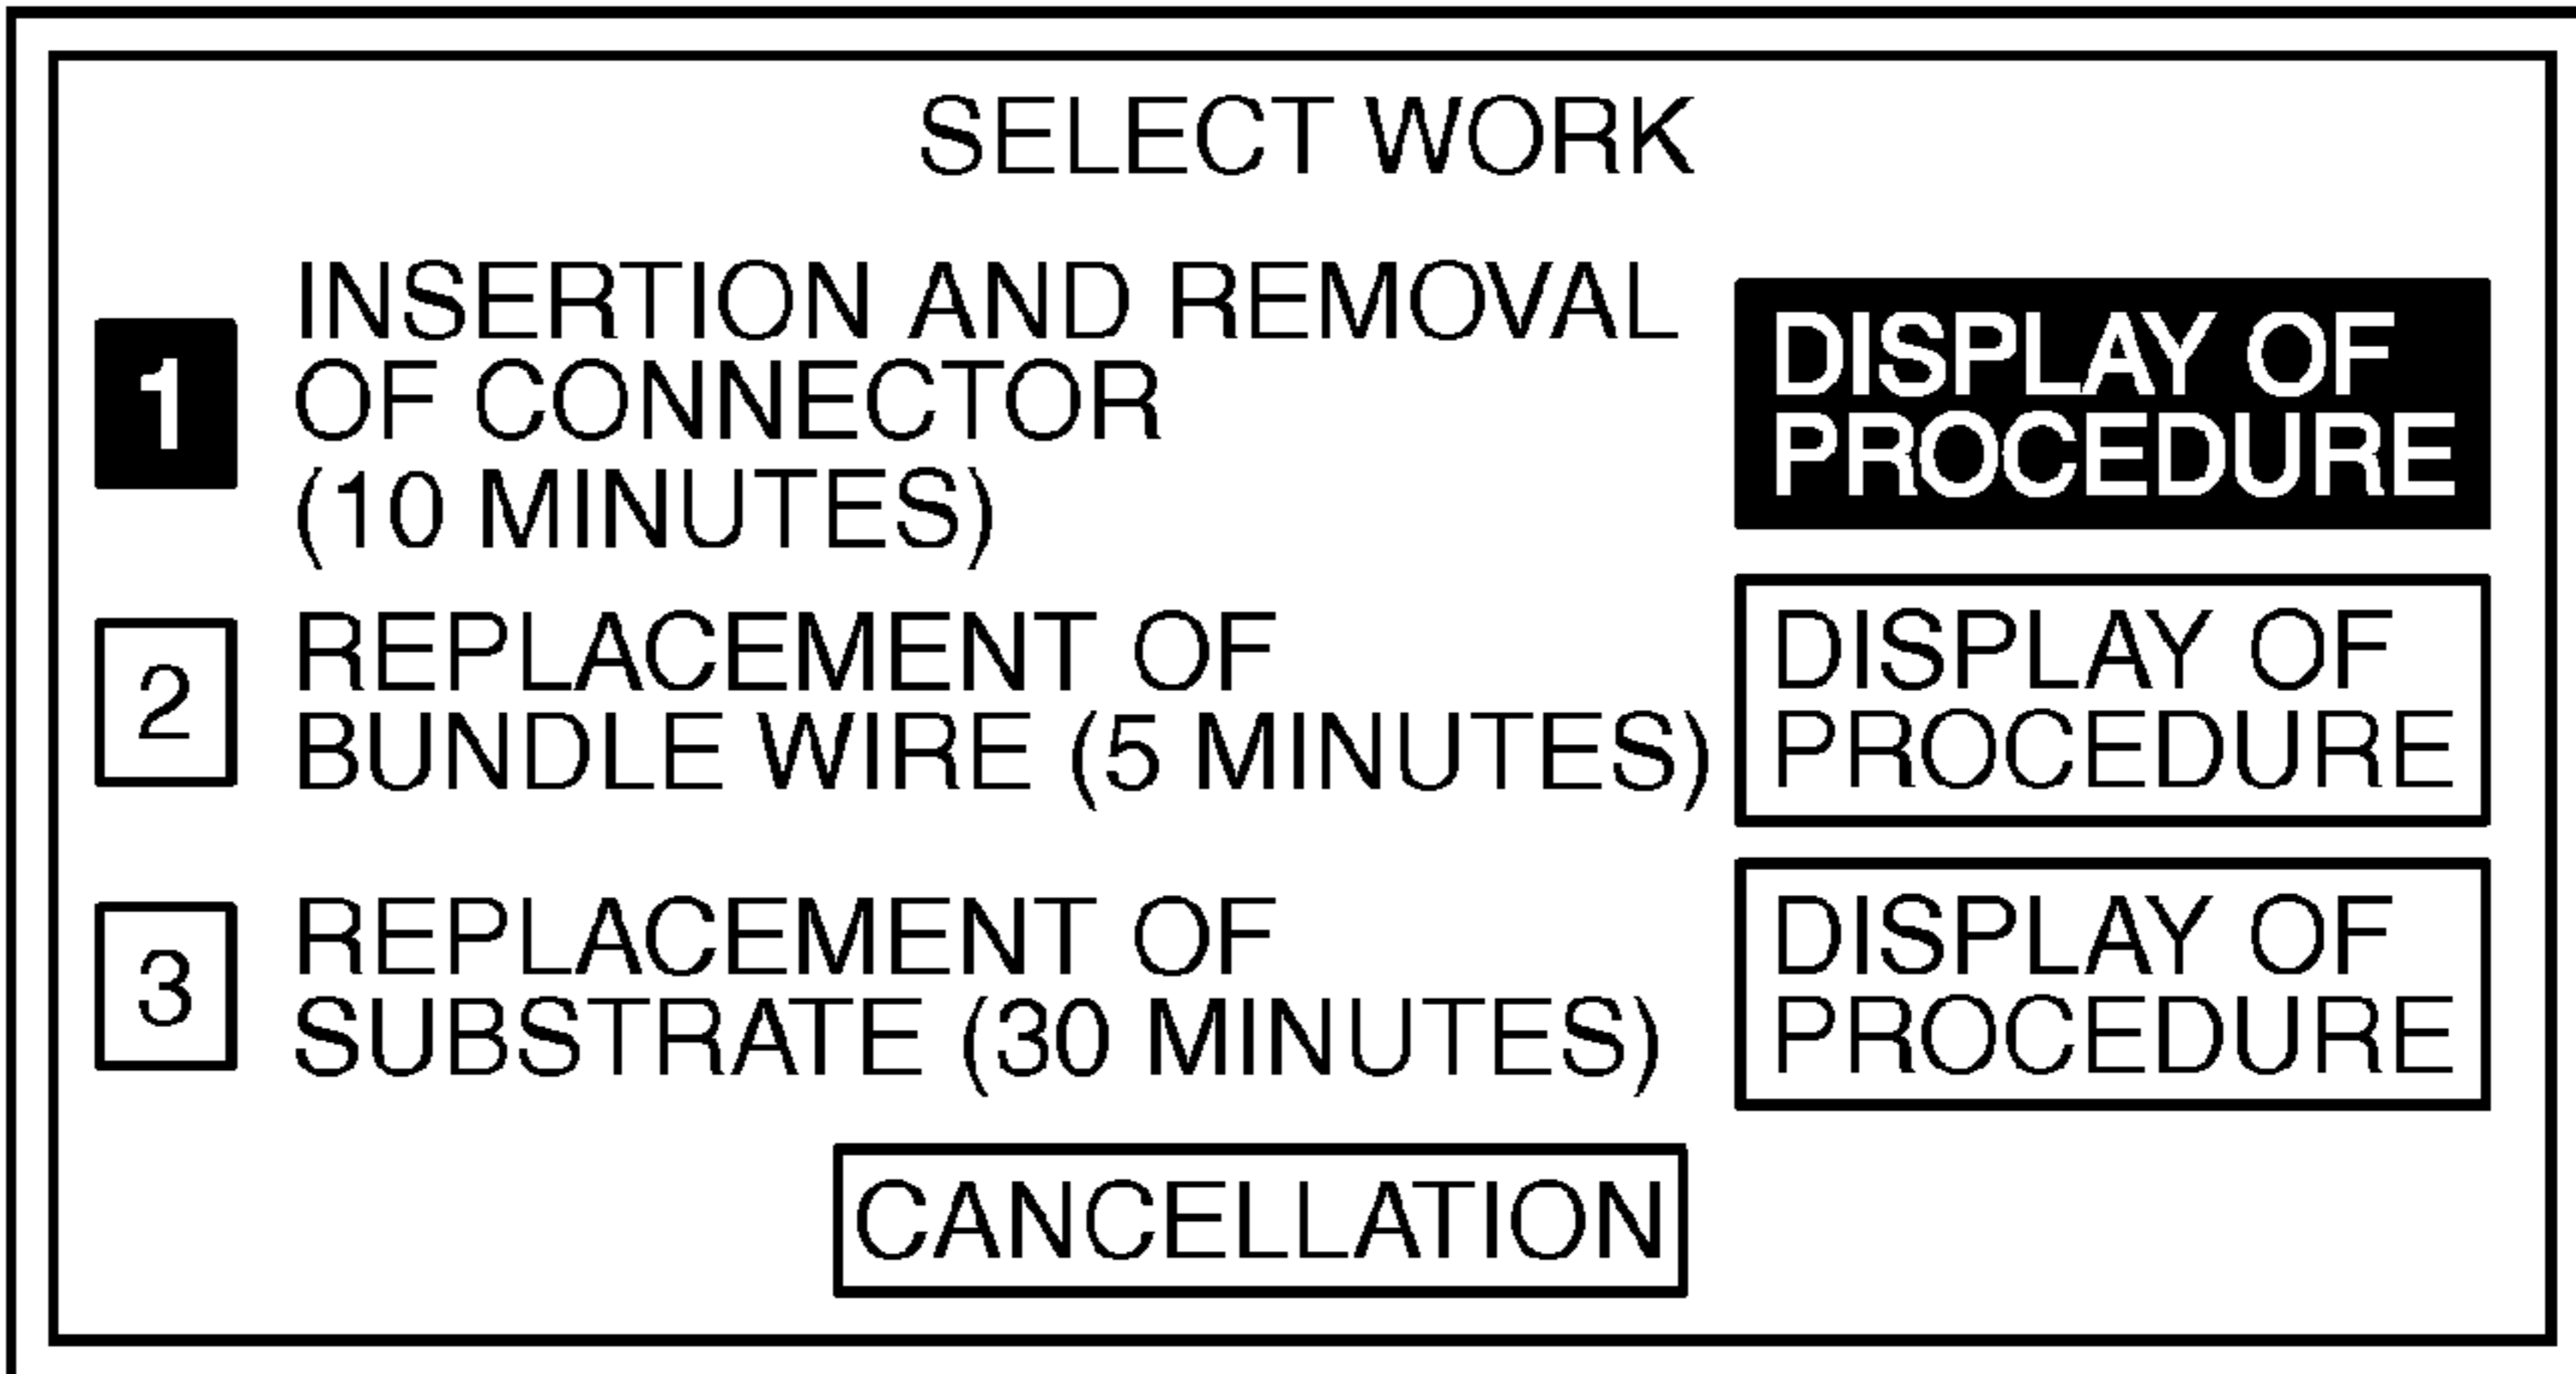 SELECT WORK
1
INSERTION AND REMOVAL
OF CONNECTOR
(10 MINUTES)
DISPLAY OF
PROCEDURE
2
REPLACEMENT OF
BUNDLE WIRE (5 MINUTES)
DISPLAY OF
PROCEDURE
3
REPLACEMENT OF
SUBSTRATE (30 MINUTES)
DISPLAY OF
PROCEDURE
CANCELLATION